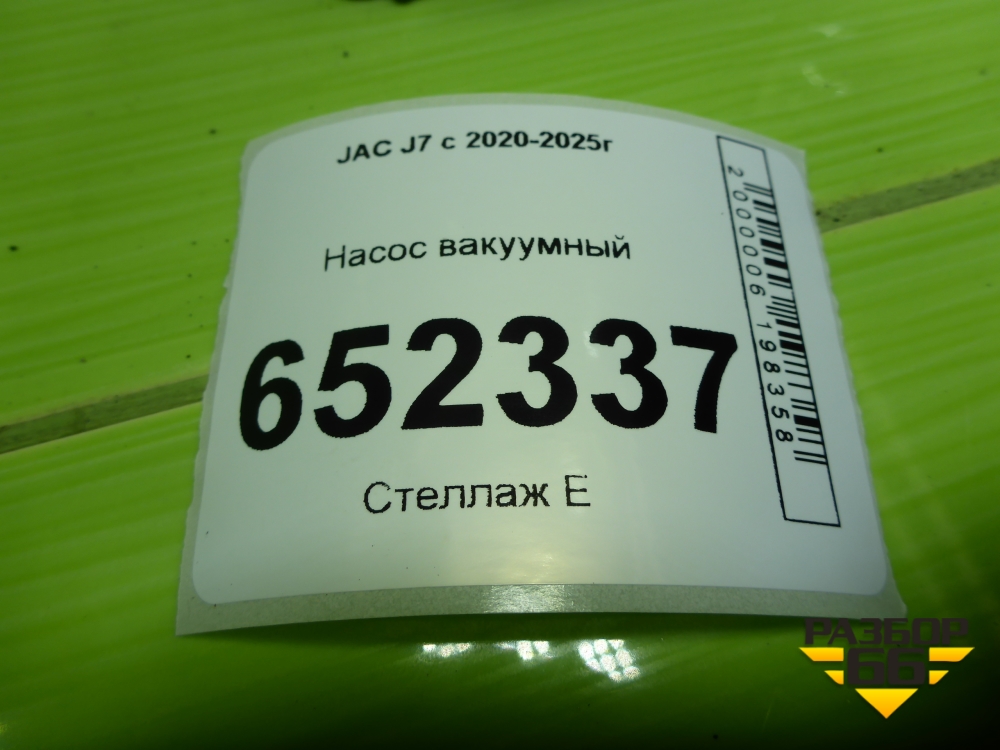 JAC J7 с 2020-2025г
Насос вакуумный
652337
Стеллаж Е
2000006198358
РАЗБОР
66